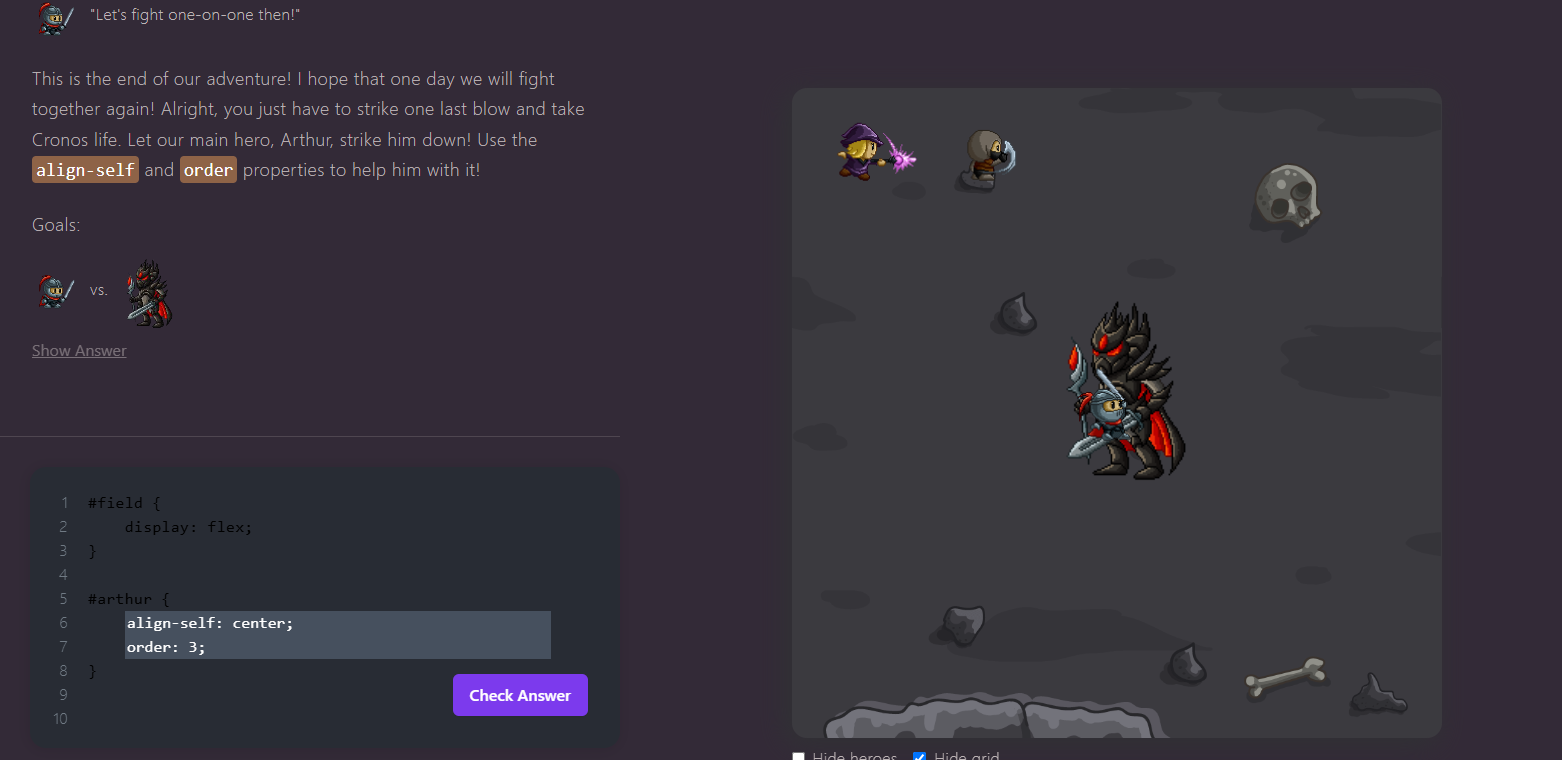 "Let's fight one-on-one then!"
This is the end of our adventure! I hope that one day we will fight
together again! Alright, you just have to strike one last blow and take
Cronos life. Let our main hero, Arthur, strike him down! Use the
align-self and order properties to help him with it!
Goals:
vs.
Show Answer
1 #field {
2 display: flex;
3 }
4
5 #arthur {
6 align-self: center;
7 order: 3;
8 }
9
10
Check Answer
Hide heroes Hide grid